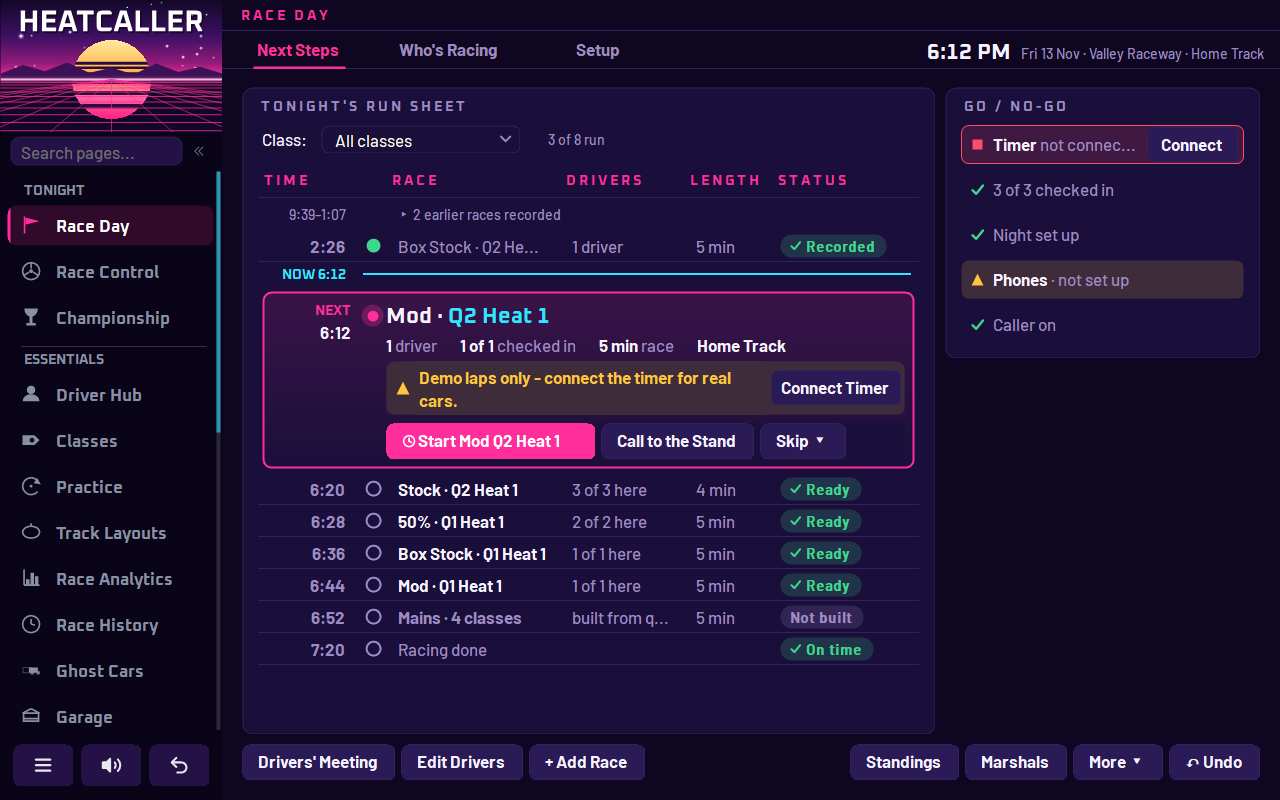 HEATCALLER
Search pages...
TONIGHT
Race Day
Race Control
Championship
ESSENTIALS
Driver Hub
Classes
Practice
Track Layouts
Race Analytics
Race History
Ghost Cars
Garage
RACE DAY
Next Steps Who's Racing Setup
6:12 PM Fri 13 Nov · Valley Raceway · Home Track
TONIGHT'S RUN SHEET
Class: All classes 3 of 8 run
TIME RACE DRIVERS LENGTH STATUS
9:39-1:07 2 earlier races recorded
2:26 Box Stock · Q2 He... 1 driver 5 min Recorded
NOW 6:12
NEXT
6:12
Mod · Q2 Heat 1
1 driver 1 of 1 checked in 5 min race Home Track
Demo laps only - connect the timer for real
cars.
Connect Timer
Start Mod Q2 Heat 1 Call to the Stand Skip
6:20 Stock · Q2 Heat 1 3 of 3 here 4 min Ready
6:28 50% · Q1 Heat 1 2 of 2 here 5 min Ready
6:36 Box Stock · Q1 Heat 1 1 of 1 here 5 min Ready
6:44 Mod · Q1 Heat 1 1 of 1 here 5 min Ready
6:52 Mains · 4 classes built from q... 5 min Not built
7:20 Racing done On time
GO / NO-GO
Timer not connec... Connect
3 of 3 checked in
Night set up
Phones · not set up
Caller on
Drivers' Meeting Edit Drivers + Add Race Standings Marshals More Undo